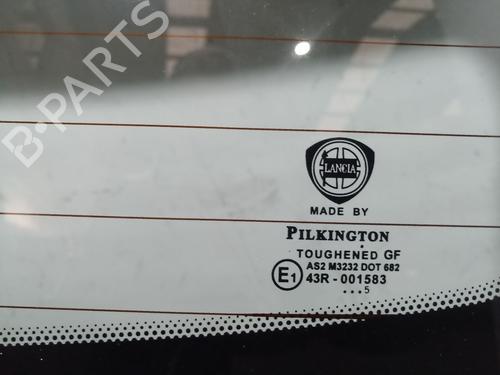 B-PARTS
LANCIA
MADE BY
PILKINGTON
TOUGHENED GF
AS2 M3232 DOT 682
E1 43R - 001583
...5